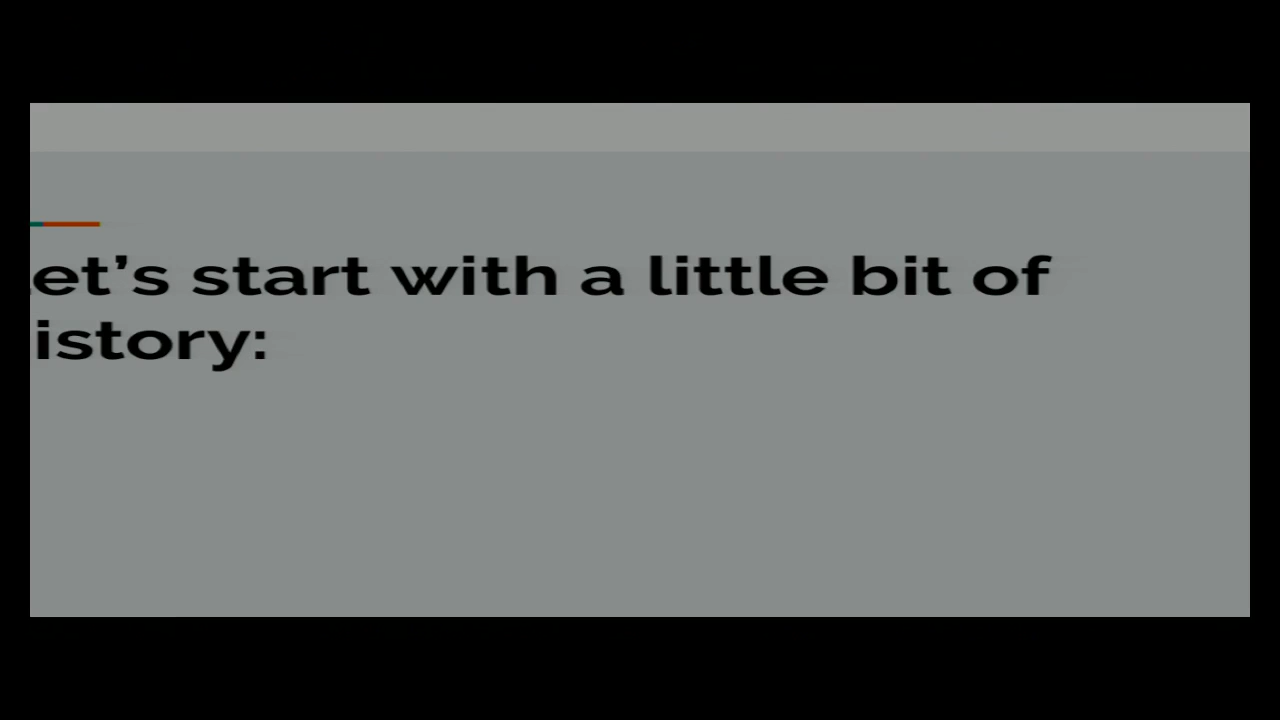 et’s start with a little bit of
istory: